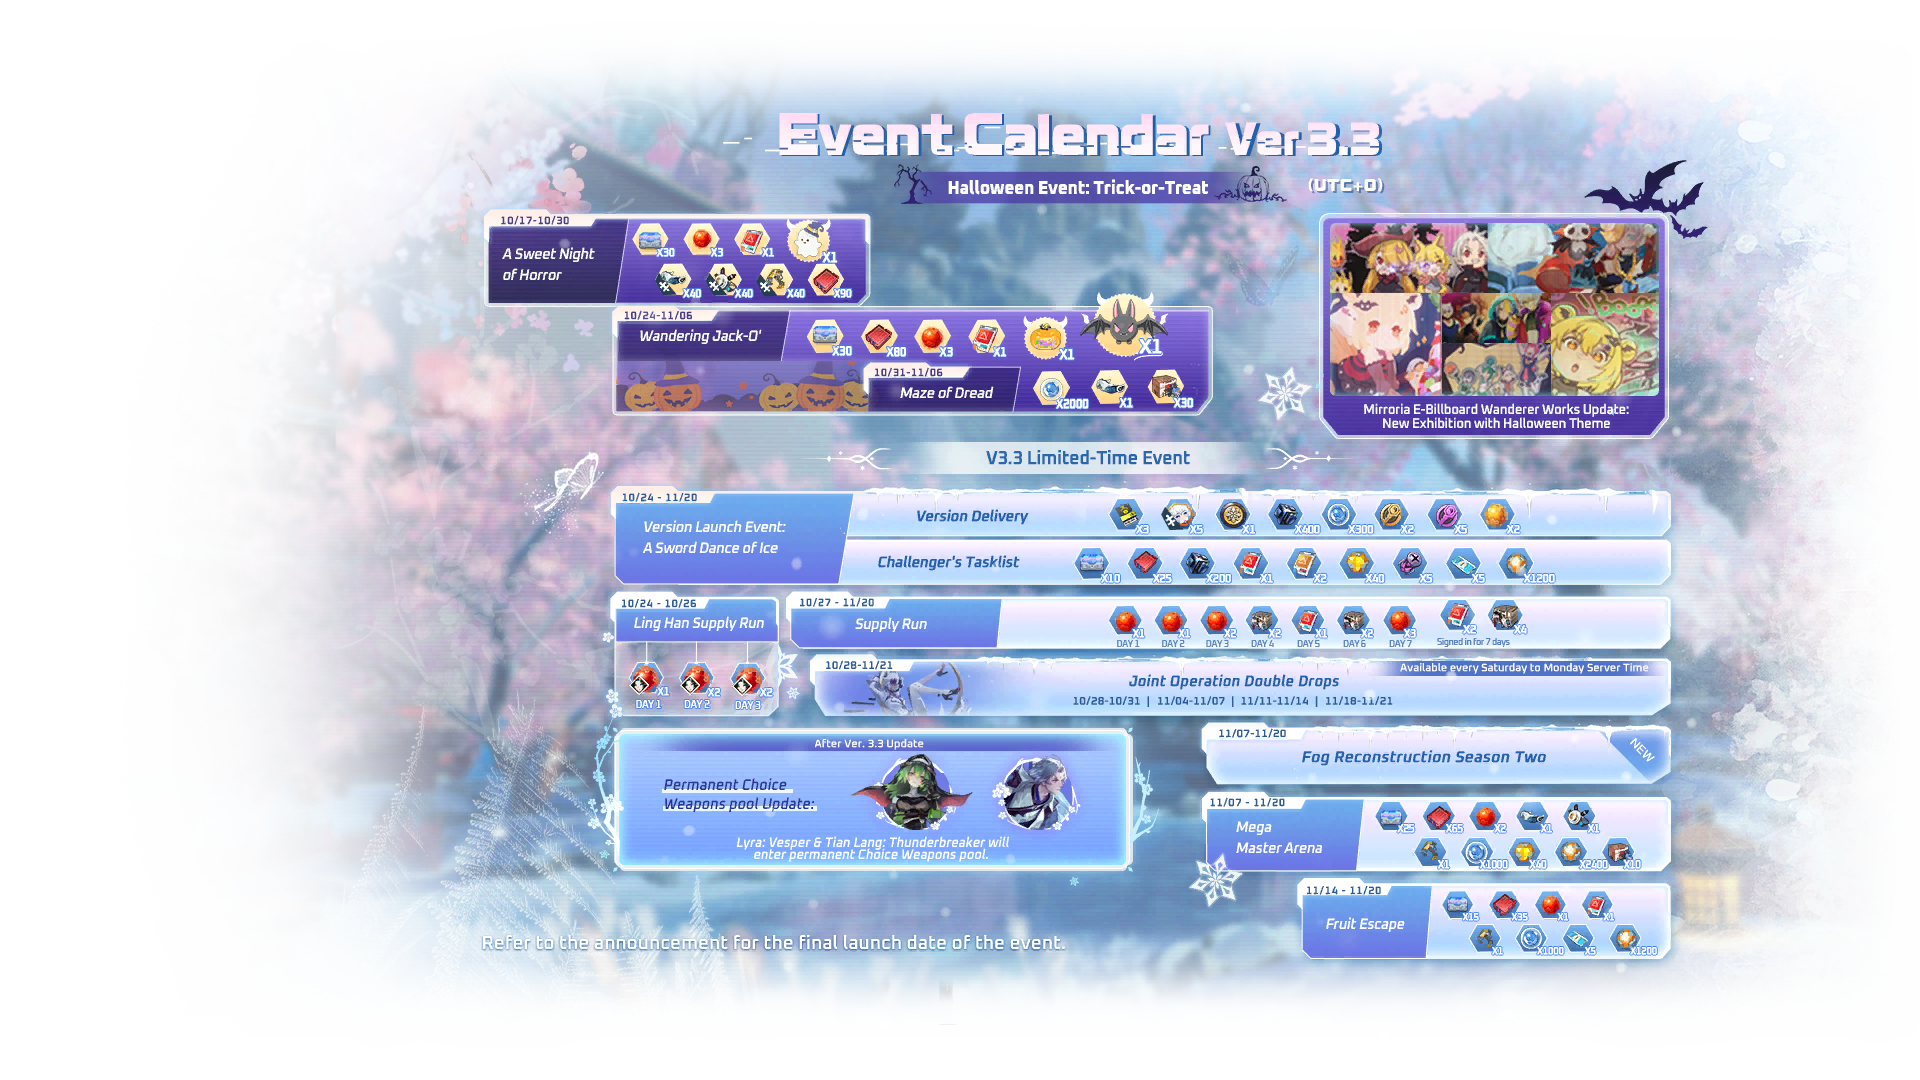 Event Calendar Ver3.3
Halloween Event: Trick-or-Treat
(UTC+0)
10/17-10/30
A Sweet Night
of Horror
X30 X3 X1 X1
X40 X40 X40 X90
10/24-11/06
Wandering Jack-O'
X30 X80 X3 X1 X1 X1
10/31-11/06
Maze of Dread
X2000 X1 X30
Boo
Mirroria E-Billboard Wanderer Works Update:
New Exhibition with Halloween Theme
V3.3 Limited-Time Event
10/24 - 11/20
Version Launch Event:
A Sword Dance of Ice
Version Delivery
X3 X5 X1 X400 X300 X2 X5 X2
Challenger's Tasklist
X10 X25 X200 X1 X2 X40 X5 X5 X1200
10/24 - 10/26
Ling Han Supply Run
X1 X2 X2
DAY 1 DAY 2 DAY 3
10/27 - 11/20
Supply Run
X1 X1 X2 X2 X1 X2 X3 X2 X4
DAY 1 DAY 2 DAY 3 DAY 4 DAY 5 DAY 6 DAY 7 Signed in for 7 days
10/28-11/21
Available every Saturday to Monday Server Time
Joint Operation Double Drops
10/28-10/31 | 11/04-11/07 | 11/11-11/14 | 11/18-11/21
After Ver. 3.3 Update
Permanent Choice
Weapons pool Update:
Lyra: Vesper & Tian Lang: Thunderbreaker will
enter permanent Choice Weapons pool.
11/07-11/20
Fog Reconstruction Season Two
NEW
11/07 - 11/20
Mega
Master Arena
X25 X65 X2 X1 X1
X1 X1000 X40 X2400 X10
11/14 - 11/20
Fruit Escape
X15 X35 X1 X1
X1 X1000 X5 X1200
Refer to the announcement for the final launch date of the event.